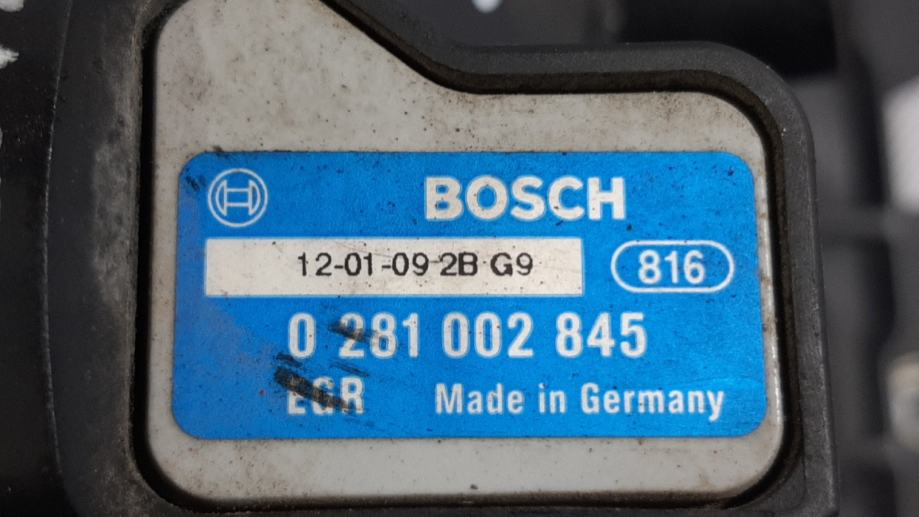 BOSCH
12-01-09 2B G9
816
0 281 002 845
EGR Made in Germany